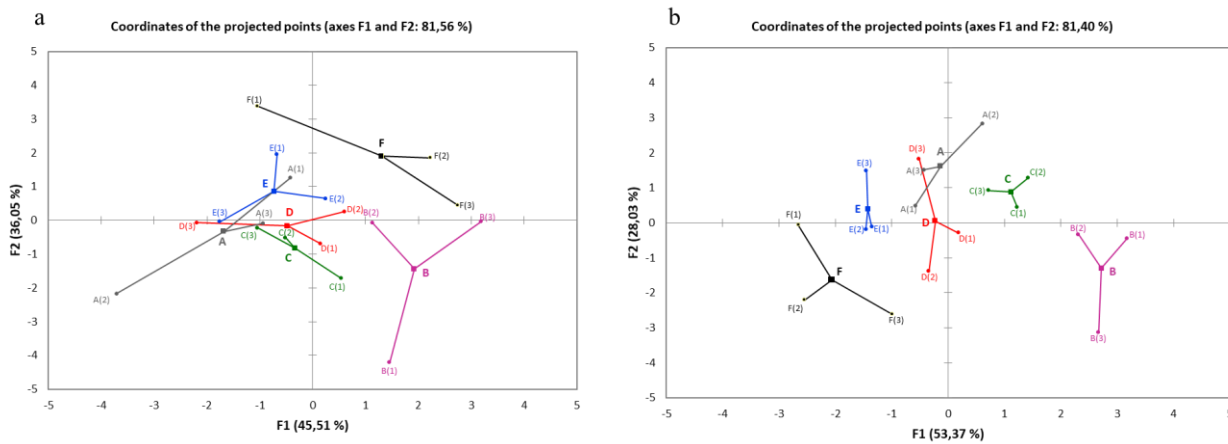 a
Coordinates of the projected points (axes F1 and F2: 81,56 %)
5
4
3
2
1
0
-1
-2
-3
-4
-5
F2 (36,05 %)
F(1)
F
F(2)
F(3)
E(1)
A(1)
E
E(2)
E(3)
D(2)
D(3)
D
A(3)
B(2)
B(3)
A
C(3)
C(2)
D(1)
C
B
A(2)
C(1)
B(1)
-5
-4
-3
-2
-1
0
1
2
3
4
5
F1 (45,51 %)
b
Coordinates of the projected points (axes F1 and F2: 81,40 %)
5
4
3
2
1
0
-1
-2
-3
-4
-5
F2 (28,03 %)
A(2)
D(3)
A
E(3)
A(3)
C
C(2)
C(3)
E
A(1)
C(1)
F(1)
D
E(2)
E(1)
D(1)
B(2)
B(1)
B
D(2)
F
F(2)
F(3)
B(3)
-5
-4
-3
-2
-1
0
1
2
3
4
5
F1 (53,37 %)